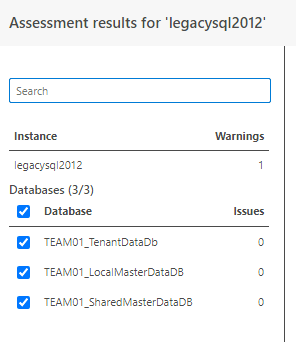 Assessment results for 'legacysql2012'
Search
Instance Warnings
legacysql2012 1
Databases (3/3)
Database Issues
TEAM01_TenantDataDb 0
TEAM01_LocalMasterDataDB 0
TEAM01_SharedMasterDataDB 0